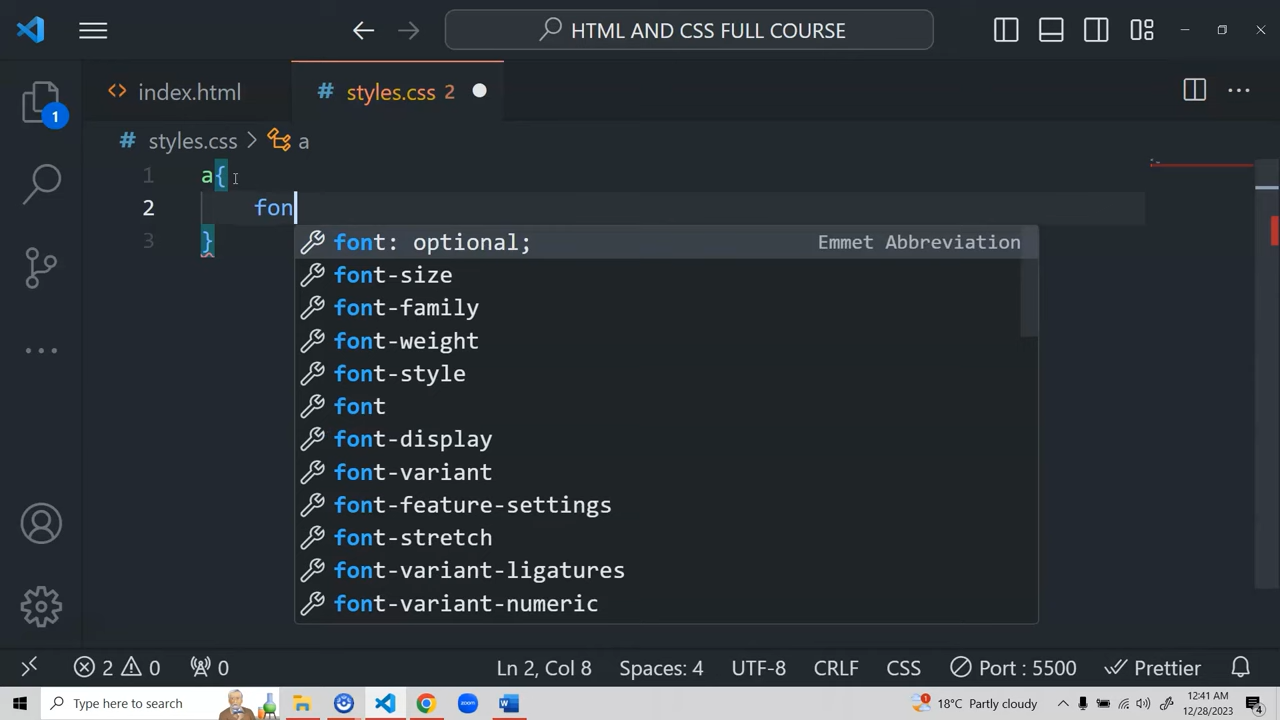 HTML AND CSS FULL COURSE
index.html
# styles.css 2
# styles.css > a
1 a{
2 fon
3 }
font: optional; Emmet Abbreviation
font-size
font-family
font-weight
font-style
font
font-display
font-variant
font-feature-settings
font-stretch
font-variant-ligatures
font-variant-numeric
1
2 0 0 Ln 2, Col 8 Spaces: 4 UTF-8 CRLF CSS Port : 5500 Prettier
Type here to search zoom W 1 18°C Partly cloudy 12:41 AM
12/28/2023 4